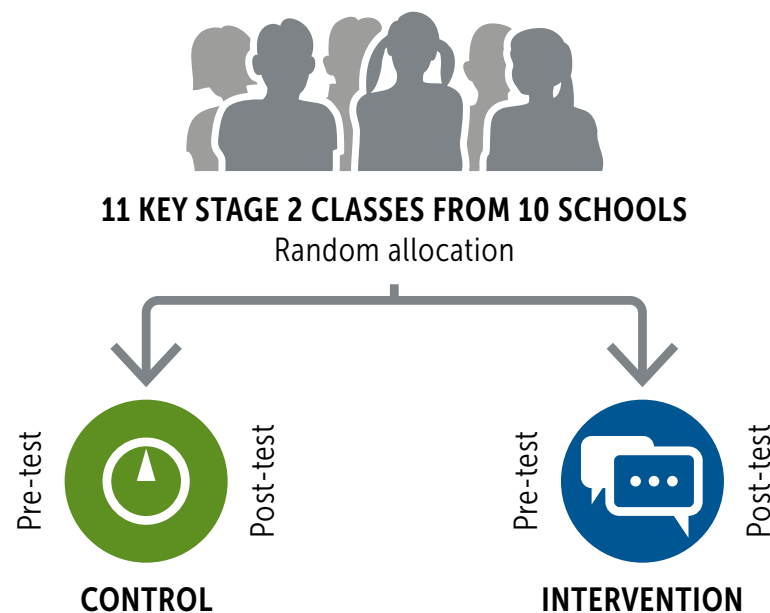 11 KEY STAGE 2 CLASSES FROM 10 SCHOOLS
Random allocation
Pre-test
Post-test
CONTROL
Pre-test
Post-test
INTERVENTION